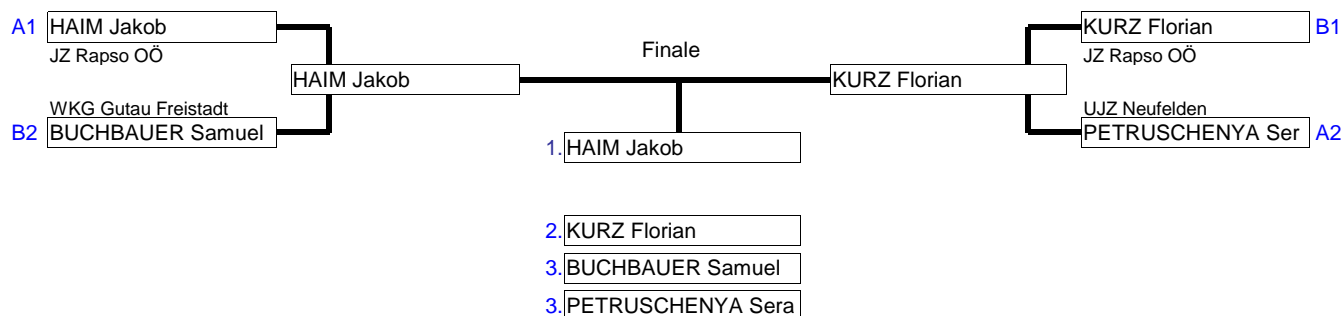 A1 HAIM Jakob
JZ Rapso OÖ
KURZ Florian B1
JZ Rapso OÖ
Finale
HAIM Jakob
KURZ Florian
WKG Gutau Freistadt
B2 BUCHBAUER Samuel
UJZ Neufelden
PETRUSCHENYA Ser A2
1. HAIM Jakob
2. KURZ Florian
3. BUCHBAUER Samuel
3. PETRUSCHENYA Sera